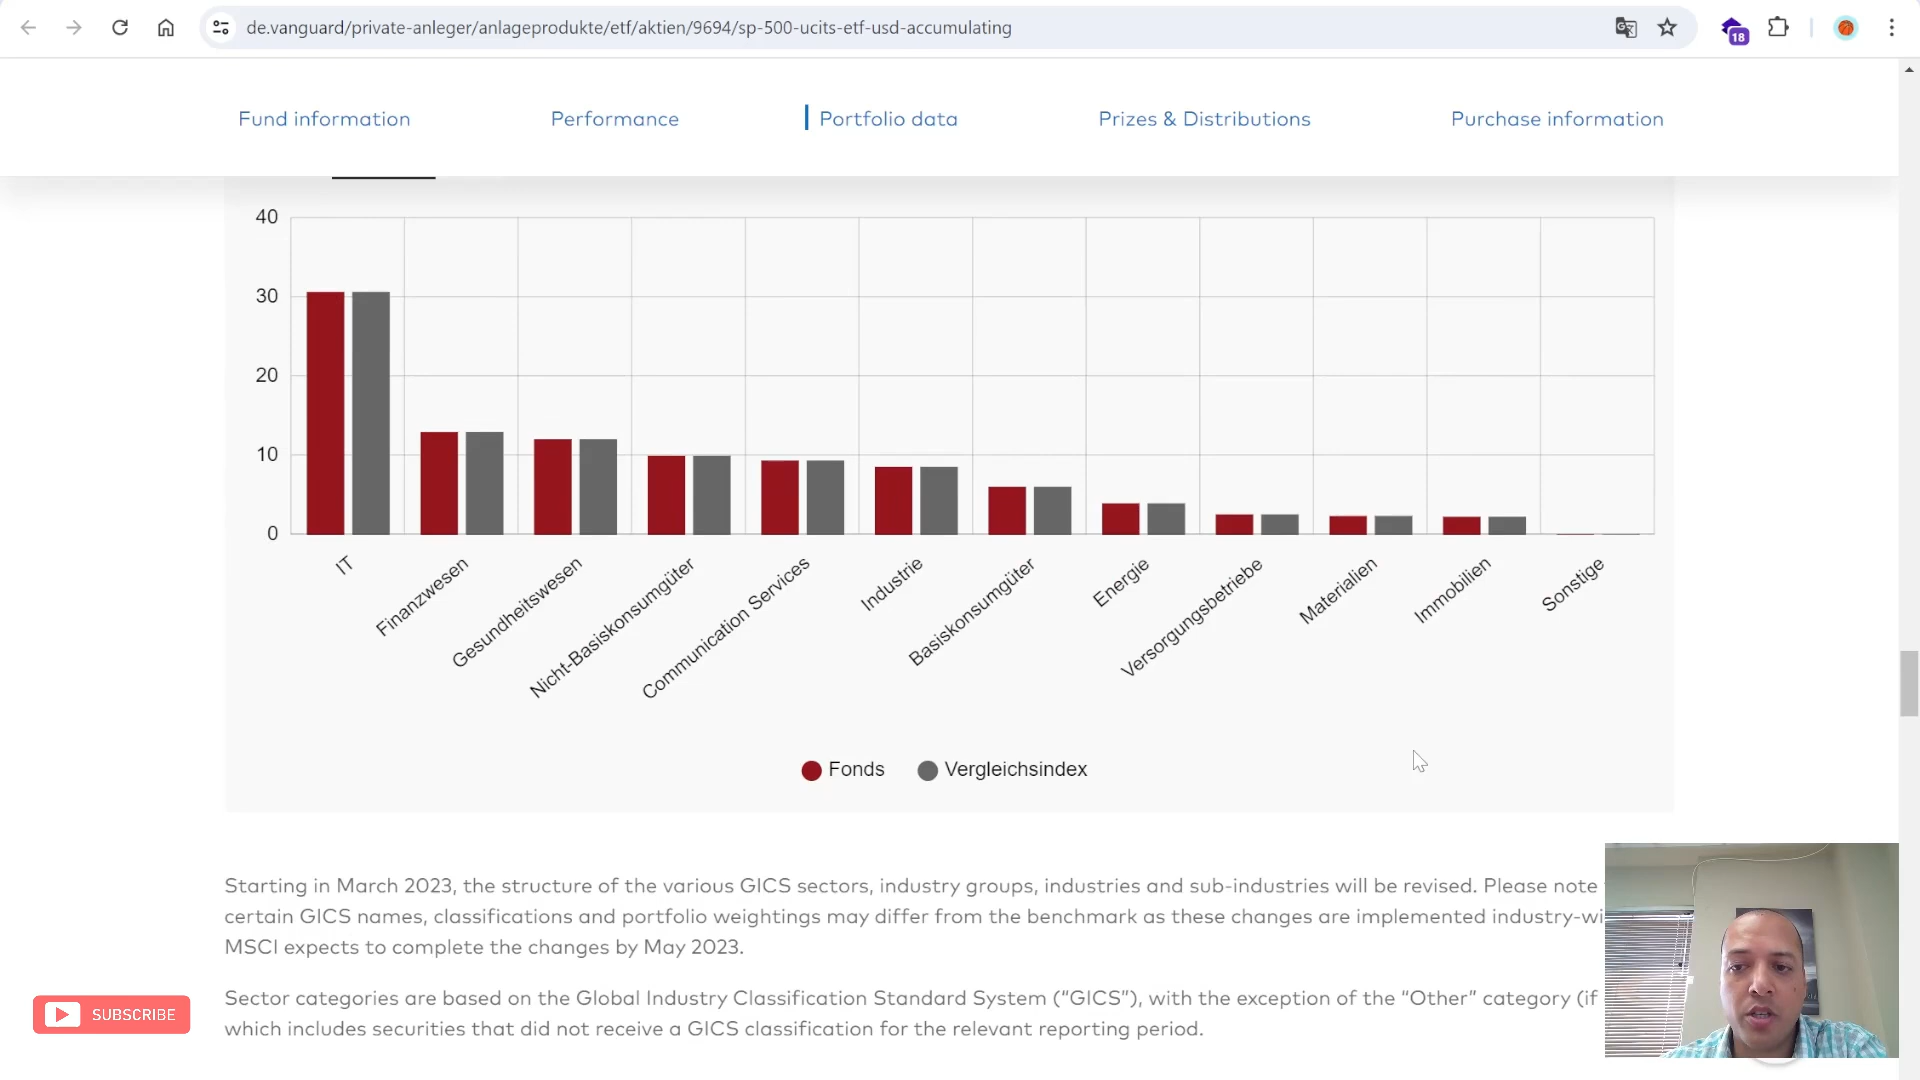 de.vanguard/private-anleger/anlageprodukte/etf/aktien/9694/sp-500-ucits-etf-usd-accumulating
18
Fund information
Performance
Portfolio data
Prizes & Distributions
Purchase information
40
30
20
10
0
IT
Finanzwesen
Gesundheitswesen
Nicht-Basiskonsumgüter
Communication Services
Industrie
Basiskonsumgüter
Energie
Versorgungsbetriebe
Materialien
Immobilien
Sonstige
Fonds
Vergleichsindex
Starting in March 2023, the structure of the various GICS sectors, industry groups, industries and sub-industries will be revised. Please note
certain GICS names, classifications and portfolio weightings may differ from the benchmark as these changes are implemented industry-wi
MSCI expects to complete the changes by May 2023.
Sector categories are based on the Global Industry Classification Standard System (“GICS”), with the exception of the “Other” category (if
which includes securities that did not receive a GICS classification for the relevant reporting period.
SUBSCRIBE